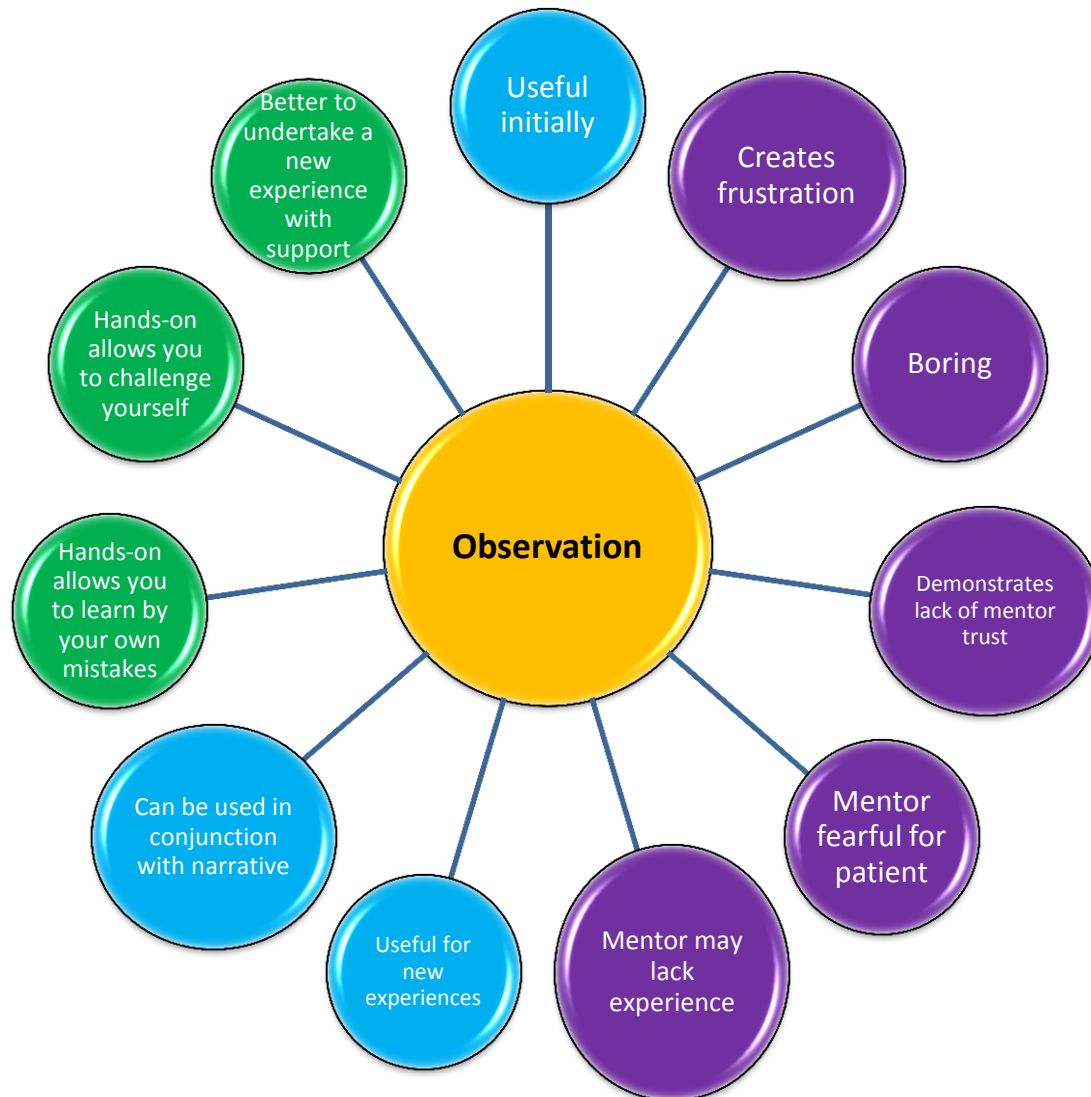 Useful
initially
Creates
frustration
Boring
Demonstrates
lack of mentor
trust
Mentor
fearful for
patient
Mentor may
lack
experience
Useful for
new
experiences
Can be used in
conjunction
with narrative
Hands-on
allows you
to learn by
your own
mistakes
Hands-on
allows you
to challenge
yourself
Better to
undertake a
new
experience
with
support
Observation